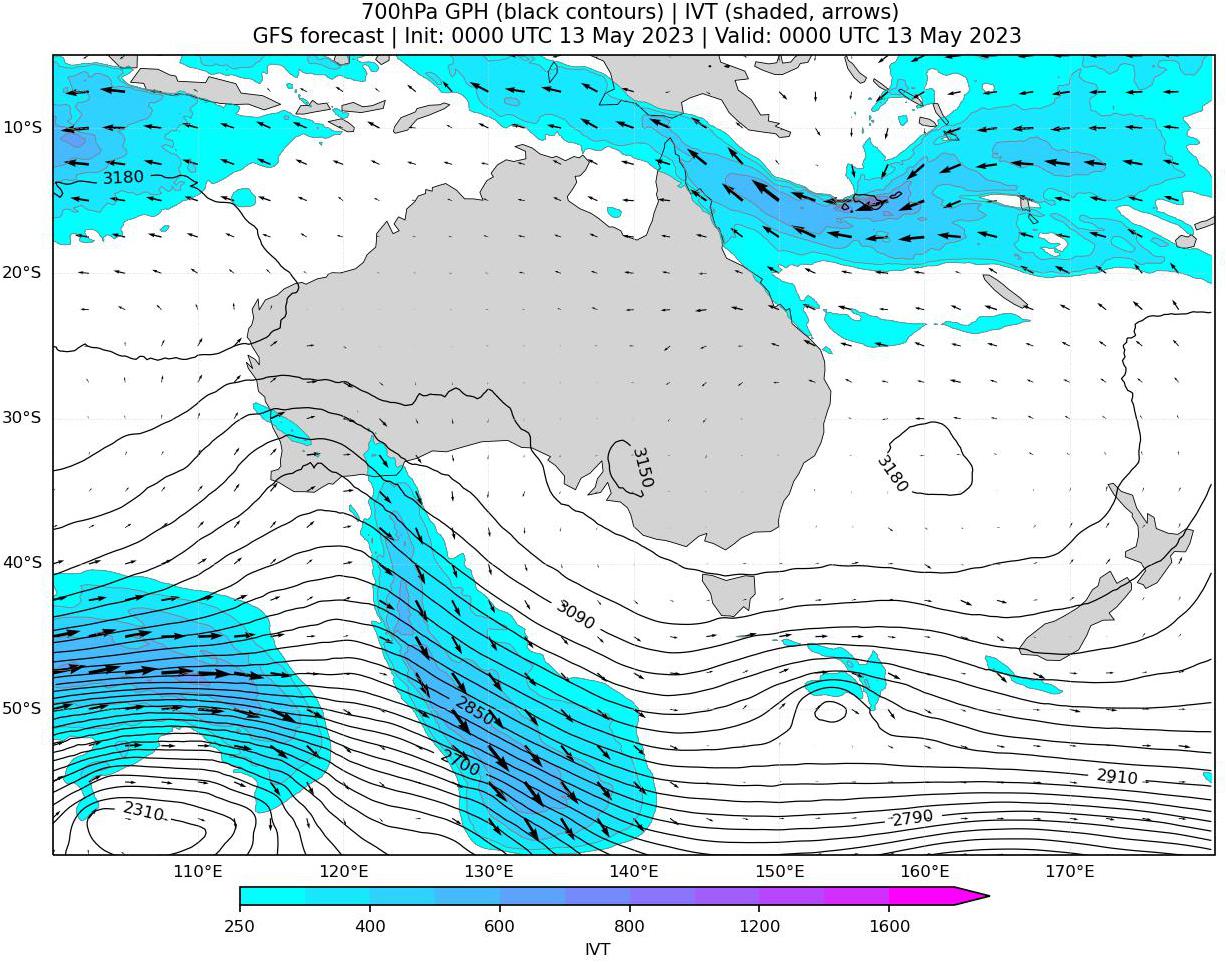 700hPa GPH (black contours) | IVT (shaded, arrows)
GFS forecast | Init: 0000 UTC 13 May 2023 | Valid: 0000 UTC 13 May 2023
10°S
3180
20°S
30°S
3150
3180
40°S
3090
50°S
2850
2700
2910
2310
2790
110°E 120°E 130°E 140°E 150°E 160°E 170°E
250 400 600 800 1200 1600
IVT